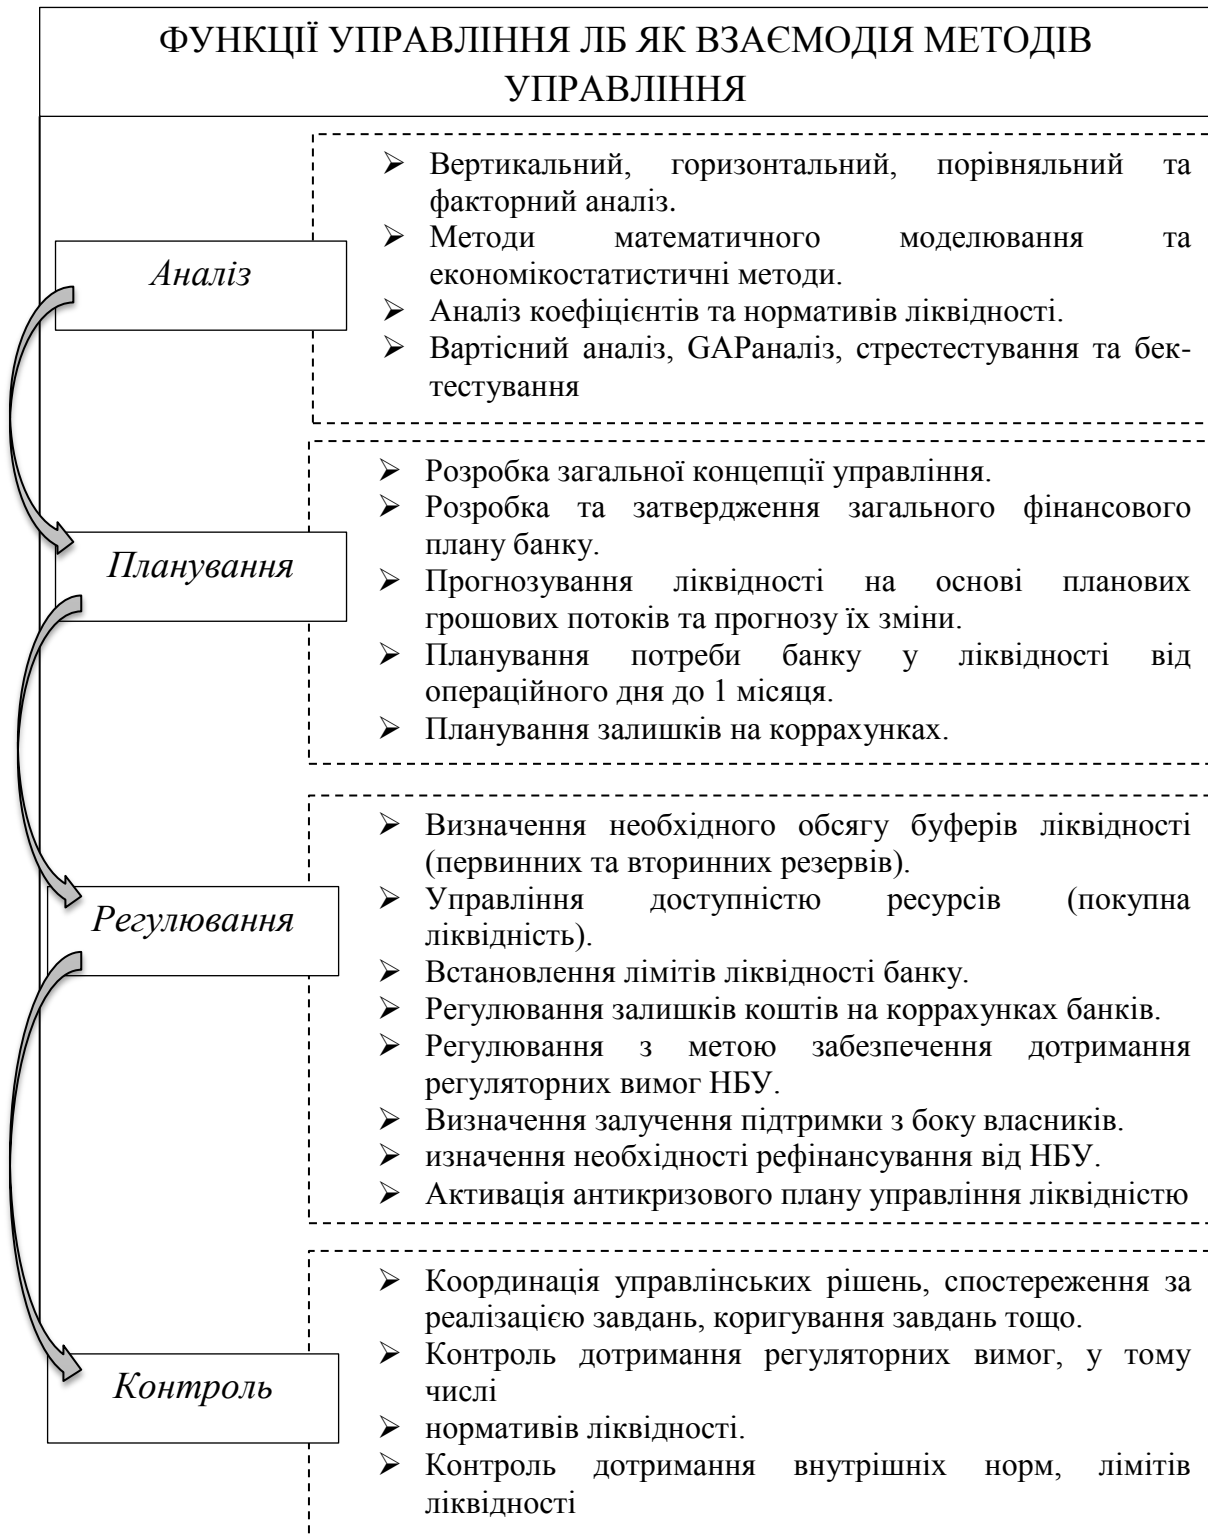 ФУНКЦІЇ УПРАВЛІННЯ ЛБ ЯК ВЗАЄМОДІЯ МЕТОДІВ
УПРАВЛІННЯ
Аналіз
➢ Вертикальний, горизонтальний, порівняльний та
факторний аналіз.
➢ Методи математичного моделювання та
економікостатистичні методи.
➢ Аналіз коефіцієнтів та нормативів ліквідності.
➢ Вартісний аналіз, GAPаналіз, стрестестування та бек-
тестування
Планування
➢ Розробка загальної концепції управління.
➢ Розробка та затвердження загального фінансового
плану банку.
➢ Прогнозування ліквідності на основі планових
грошових потоків та прогнозу їх зміни.
➢ Планування потреби банку у ліквідності від
операційного дня до 1 місяця.
➢ Планування залишків на коррахунках.
Регулювання
➢ Визначення необхідного обсягу буферів ліквідності
(первинних та вторинних резервів).
➢ Управління доступністю ресурсів (покупна
ліквідність).
➢ Встановлення лімітів ліквідності банку.
➢ Регулювання залишків коштів на коррахунках банків.
➢ Регулювання з метою забезпечення дотримання
регуляторних вимог НБУ.
➢ Визначення залучення підтримки з боку власників.
➢ изначення необхідності рефінансування від НБУ.
➢ Активація антикризового плану управління ліквідністю
Контроль
➢ Координація управлінських рішень, спостереження за
реалізацією завдань, коригування завдань тощо.
➢ Контроль дотримання регуляторних вимог, у тому
числі
➢ нормативів ліквідності.
➢ Контроль дотримання внутрішніх норм, лімітів
ліквідності